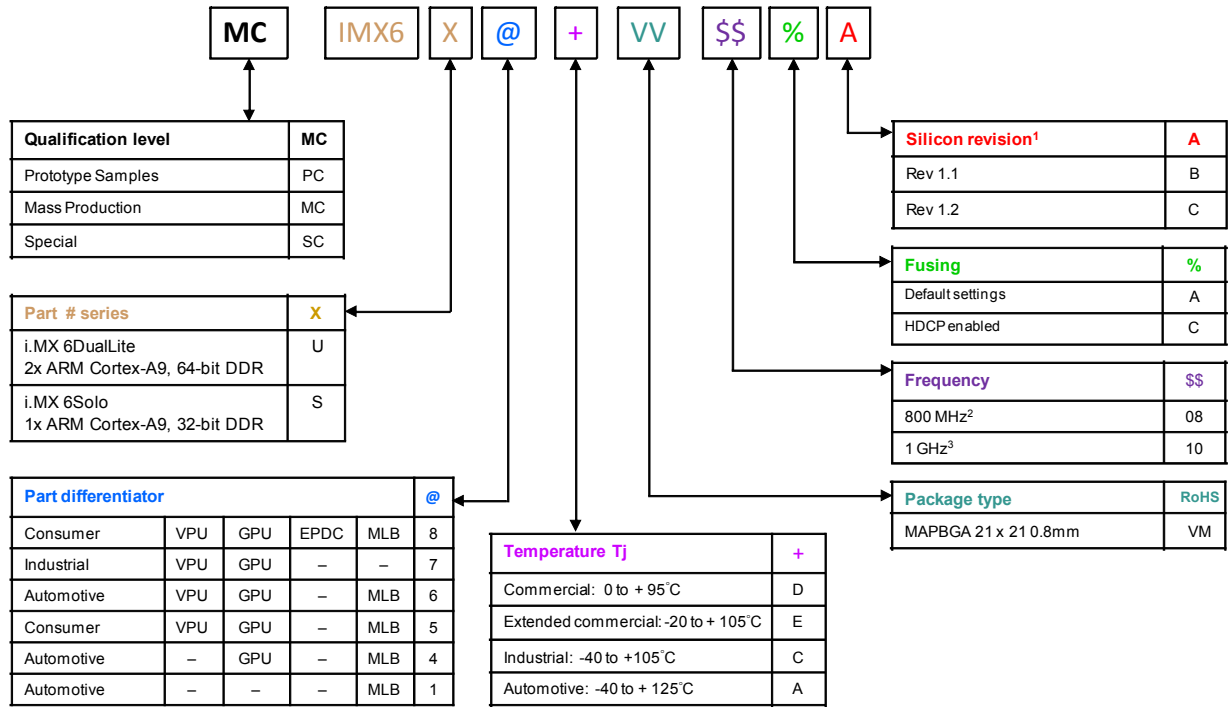 MC IMX6 X @ + VV $$ % A
Qualification level MC
Prototype Samples PC
Mass Production MC
Special SC
Part # series X
i.MX 6DualLite U
2x ARM Cortex-A9, 64-bit DDR
i.MX 6Solo S
1x ARM Cortex-A9, 32-bit DDR
Part differentiator @
Consumer VPU GPU EPDC MLB 8
Industrial VPU GPU – – 7
Automotive VPU GPU – MLB 6
Consumer VPU GPU – MLB 5
Automotive – GPU – MLB 4
Automotive – – – MLB 1
Temperature Tj +
Commercial: 0 to + 95°C D
Extended commercial: -20 to + 105°C E
Industrial: -40 to +105°C C
Automotive: -40 to + 125°C A
Silicon revision¹ A
Rev 1.1 B
Rev 1.2 C
Fusing %
Default settings A
HDCP enabled C
Frequency $$
800 MHz² 08
1 GHz³ 10
Package type RoHS
MAPBGA 21 x 21 0.8mm VM